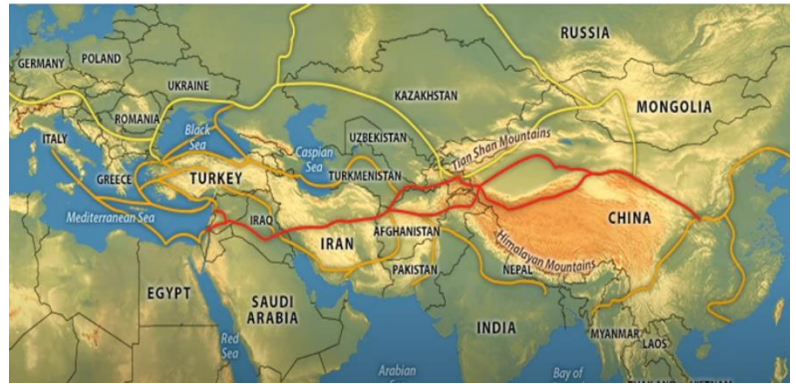 RUSSIA
GERMANY
POLAND
UKRAINE
KAZAKHSTAN
MONGOLIA
ROMANIA
Black
Sea
UZBEKISTAN
Tian Shan Mountains
ITALY
Caspian
Sea
GREECE
TURKEY
TURKMENISTAN
Mediterranean Sea
IRAQ
IRAN
AFGHANISTAN
CHINA
Himalayan Mountains
PAKISTAN
NEPAL
EGYPT
SAUDI
ARABIA
INDIA
MYANMAR
LAOS
Red
Sea
Arabian
Bay of